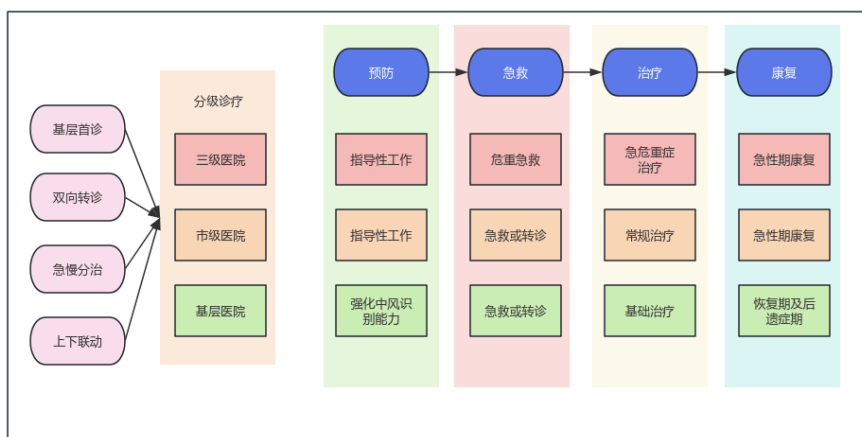 基层首诊
双向转诊
急慢分治
上下联动
分级诊疗
三级医院
市级医院
基层医院
预防
急救
治疗
康复
指导性工作
危重急救
急危重症
治疗
急性期康复
指导性工作
急救或转诊
常规治疗
急性期康复
强化中风识
别能力
急救或转诊
基础治疗
恢复期及后
遗症期